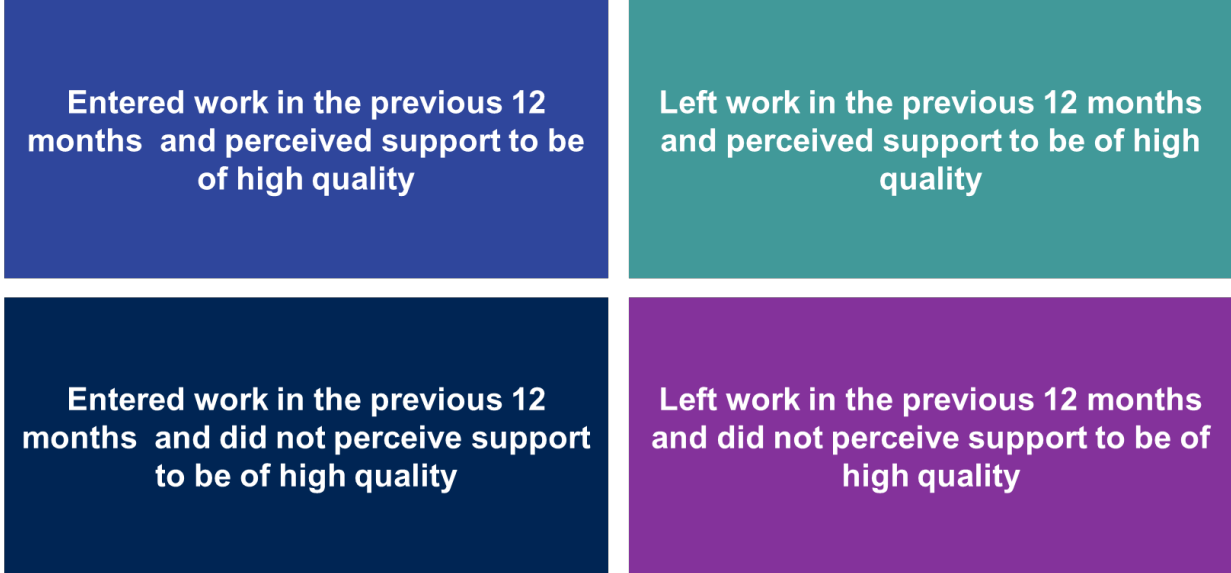 Entered work in the previous 12
months  and perceived support to be
of high quality
Left work in the previous 12 months
and perceived support to be of high
quality
Entered work in the previous 12
months  and did not perceive support
to be of high quality
Left work in the previous 12 months
and did not perceive support to be of
high quality